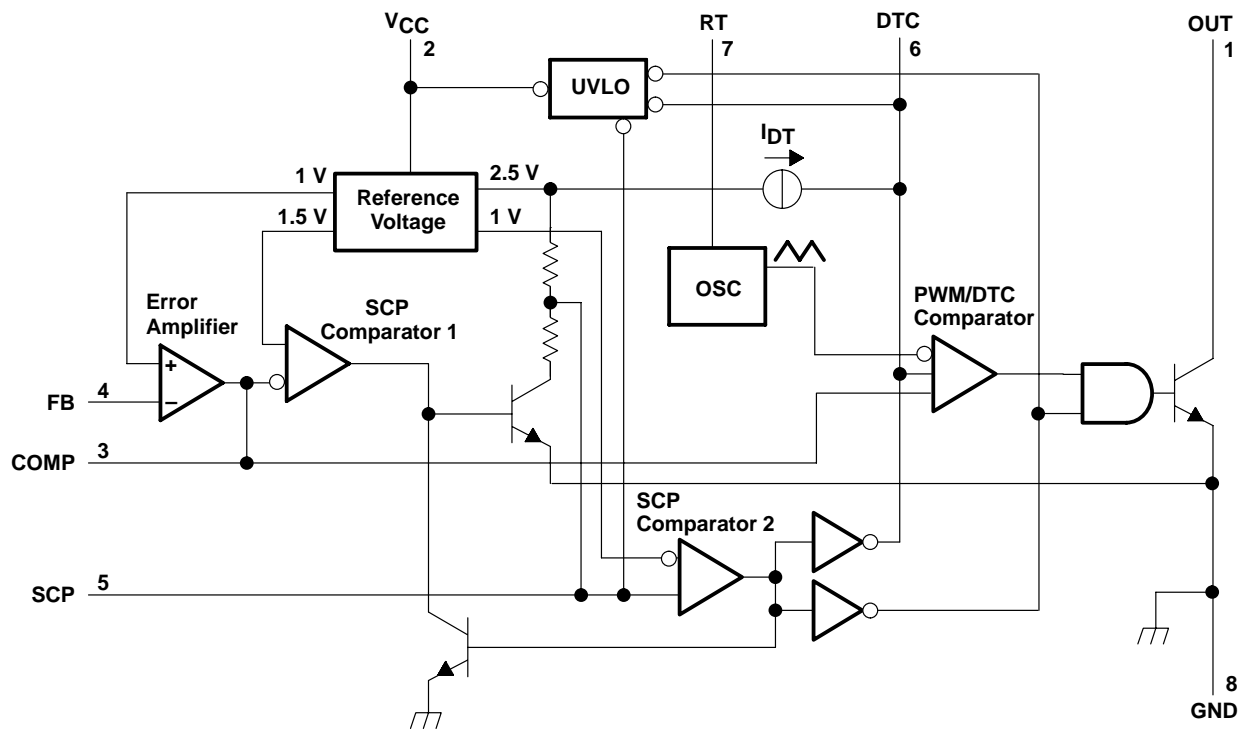 VCC
2
RT
7
DTC
6
OUT
1
UVLO
IDT
1 V
1.5 V
Reference
Voltage
2.5 V
1 V
OSC
PWM/DTC
Comparator
Error
Amplifier
SCP
Comparator 1
+
–
FB
4
COMP
3
SCP
Comparator 2
SCP
5
8
GND